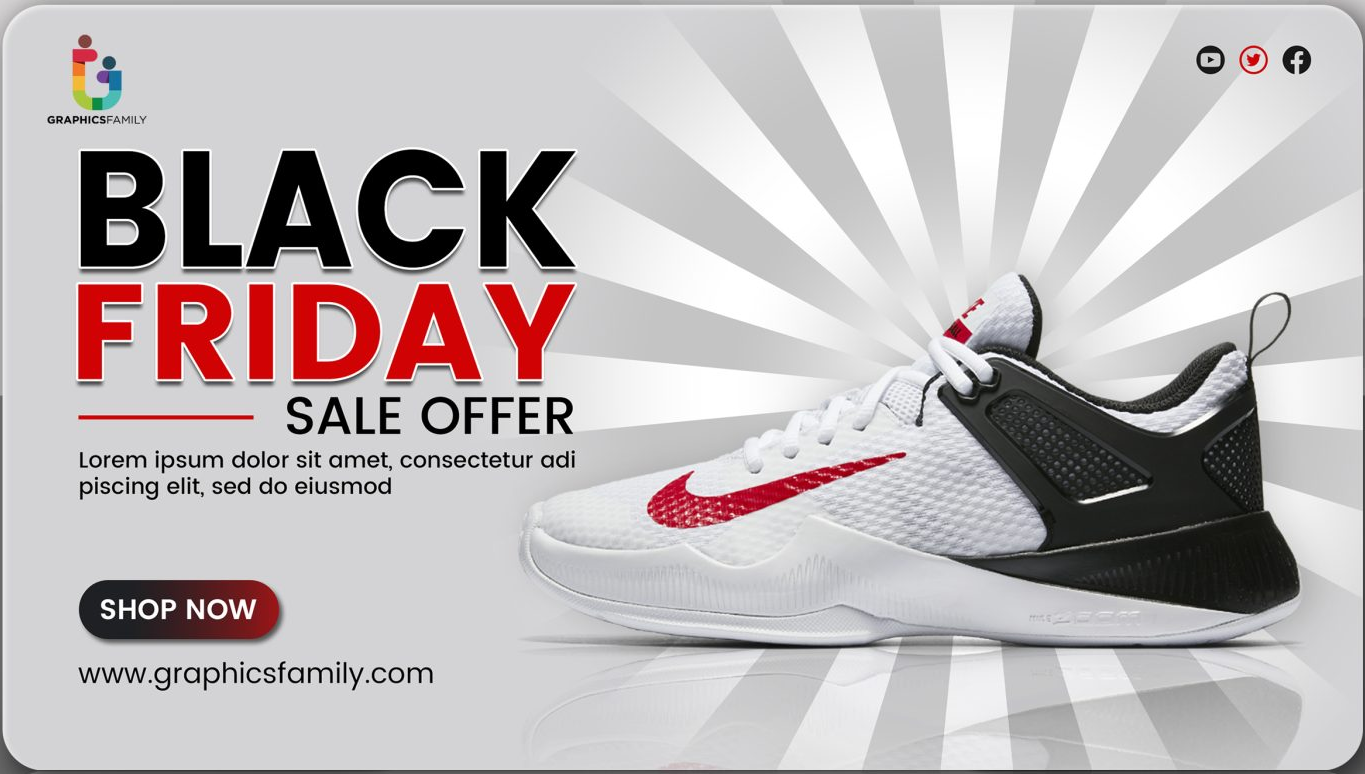 GRAPHICSFAMILY
BLACK
FRIDAY
SALE OFFER
Lorem ipsum dolor sit amet, consectetur adi
piscing elit, sed do eiusmod
SHOP NOW
www.graphicsfamily.com